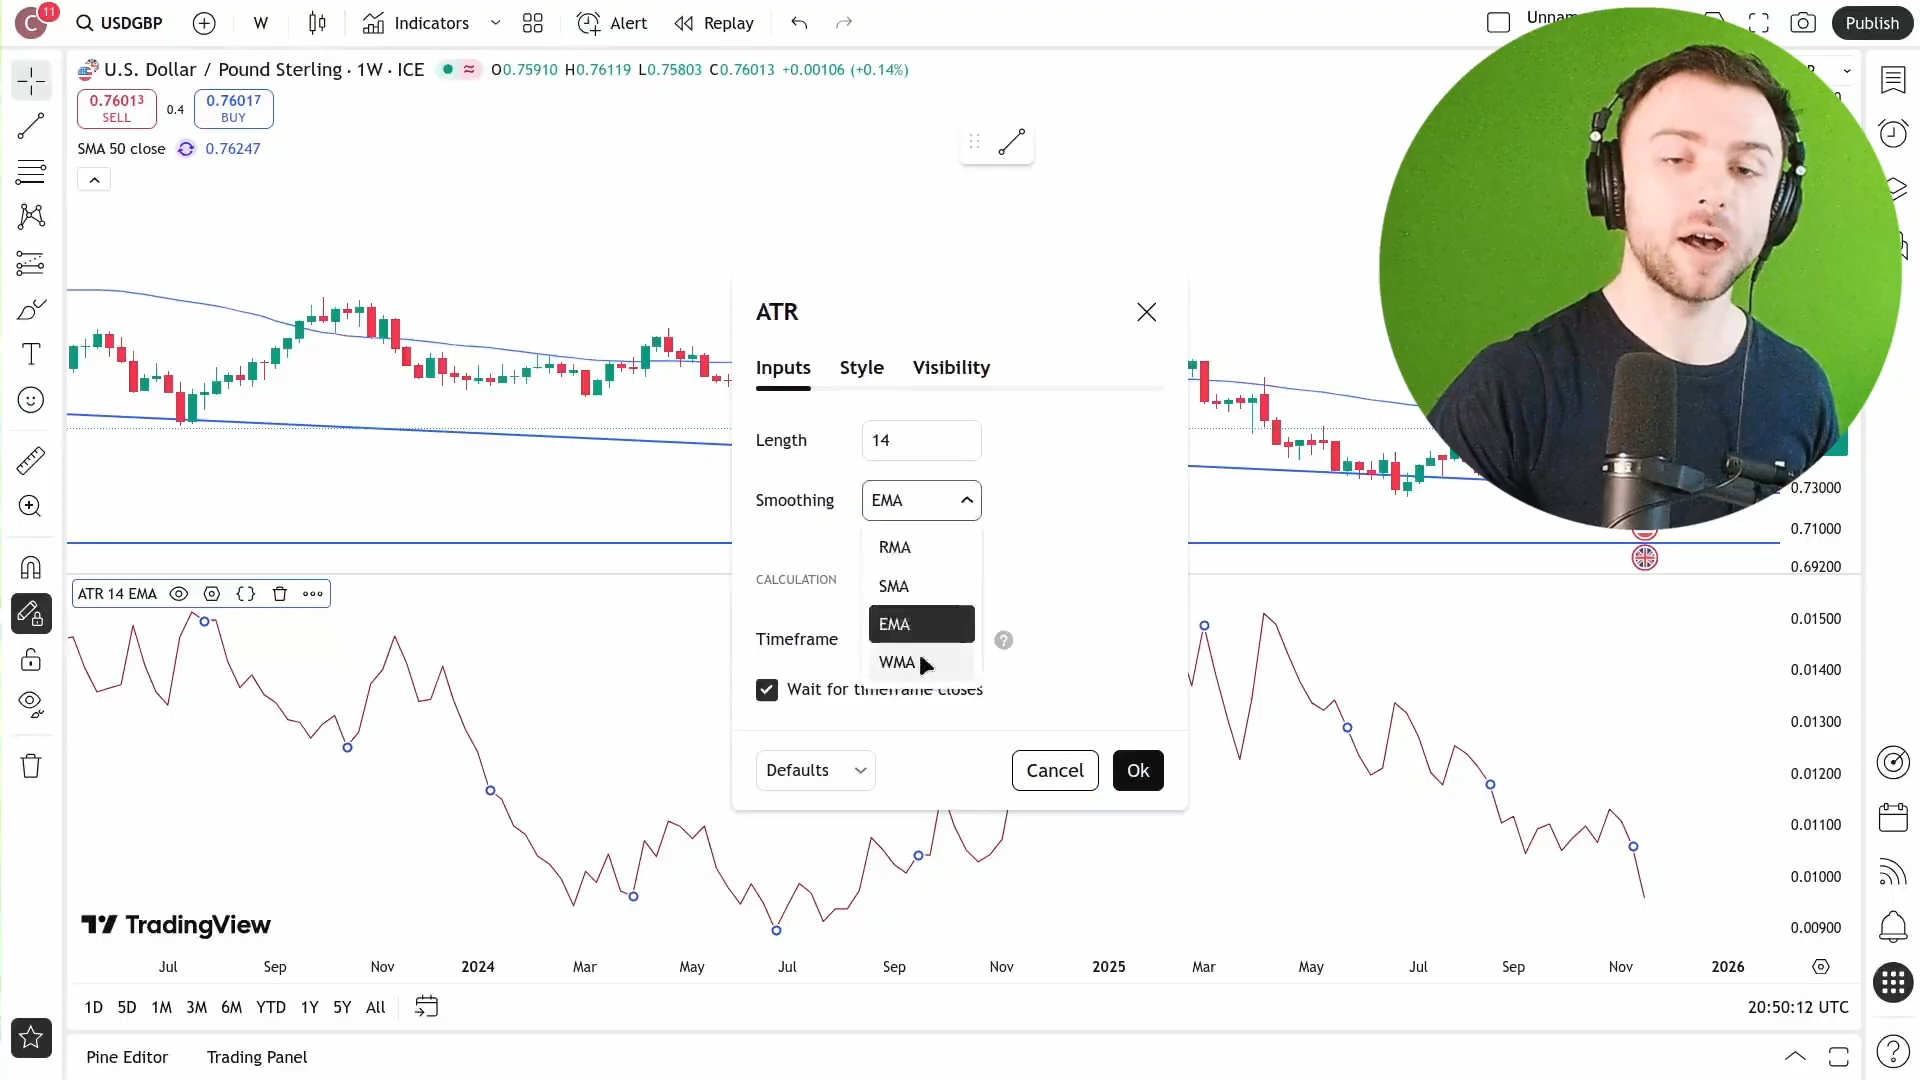 C
11
USDGBP
W
Indicators
Alert
Replay
Unnam
Publish
U.S. Dollar / Pound Sterling · 1W · ICE
O0.75910 H0.76119 L0.75803 C0.76013 +0.00106 (+0.14%)
0.76013
SELL
0.4
0.76017
BUY
SMA 50 close
0.76247
ATR
Inputs
Style
Visibility
Length
14
Smoothing
EMA
RMA
SMA
EMA
WMA
CALCULATION
Timeframe
Wait for timeframe closes
Defaults
Cancel
Ok
0.73000
0.71000
0.69200
ATR 14 EMA
0.01500
0.01400
0.01300
0.01200
0.01100
0.01000
0.00900
TradingView
Jul
Sep
Nov
2024
Mar
May
Jul
Sep
Nov
2025
Mar
May
Jul
Sep
Nov
2026
1D
5D
1M
3M
6M
YTD
1Y
5Y
All
20:50:12 UTC
Pine Editor
Trading Panel